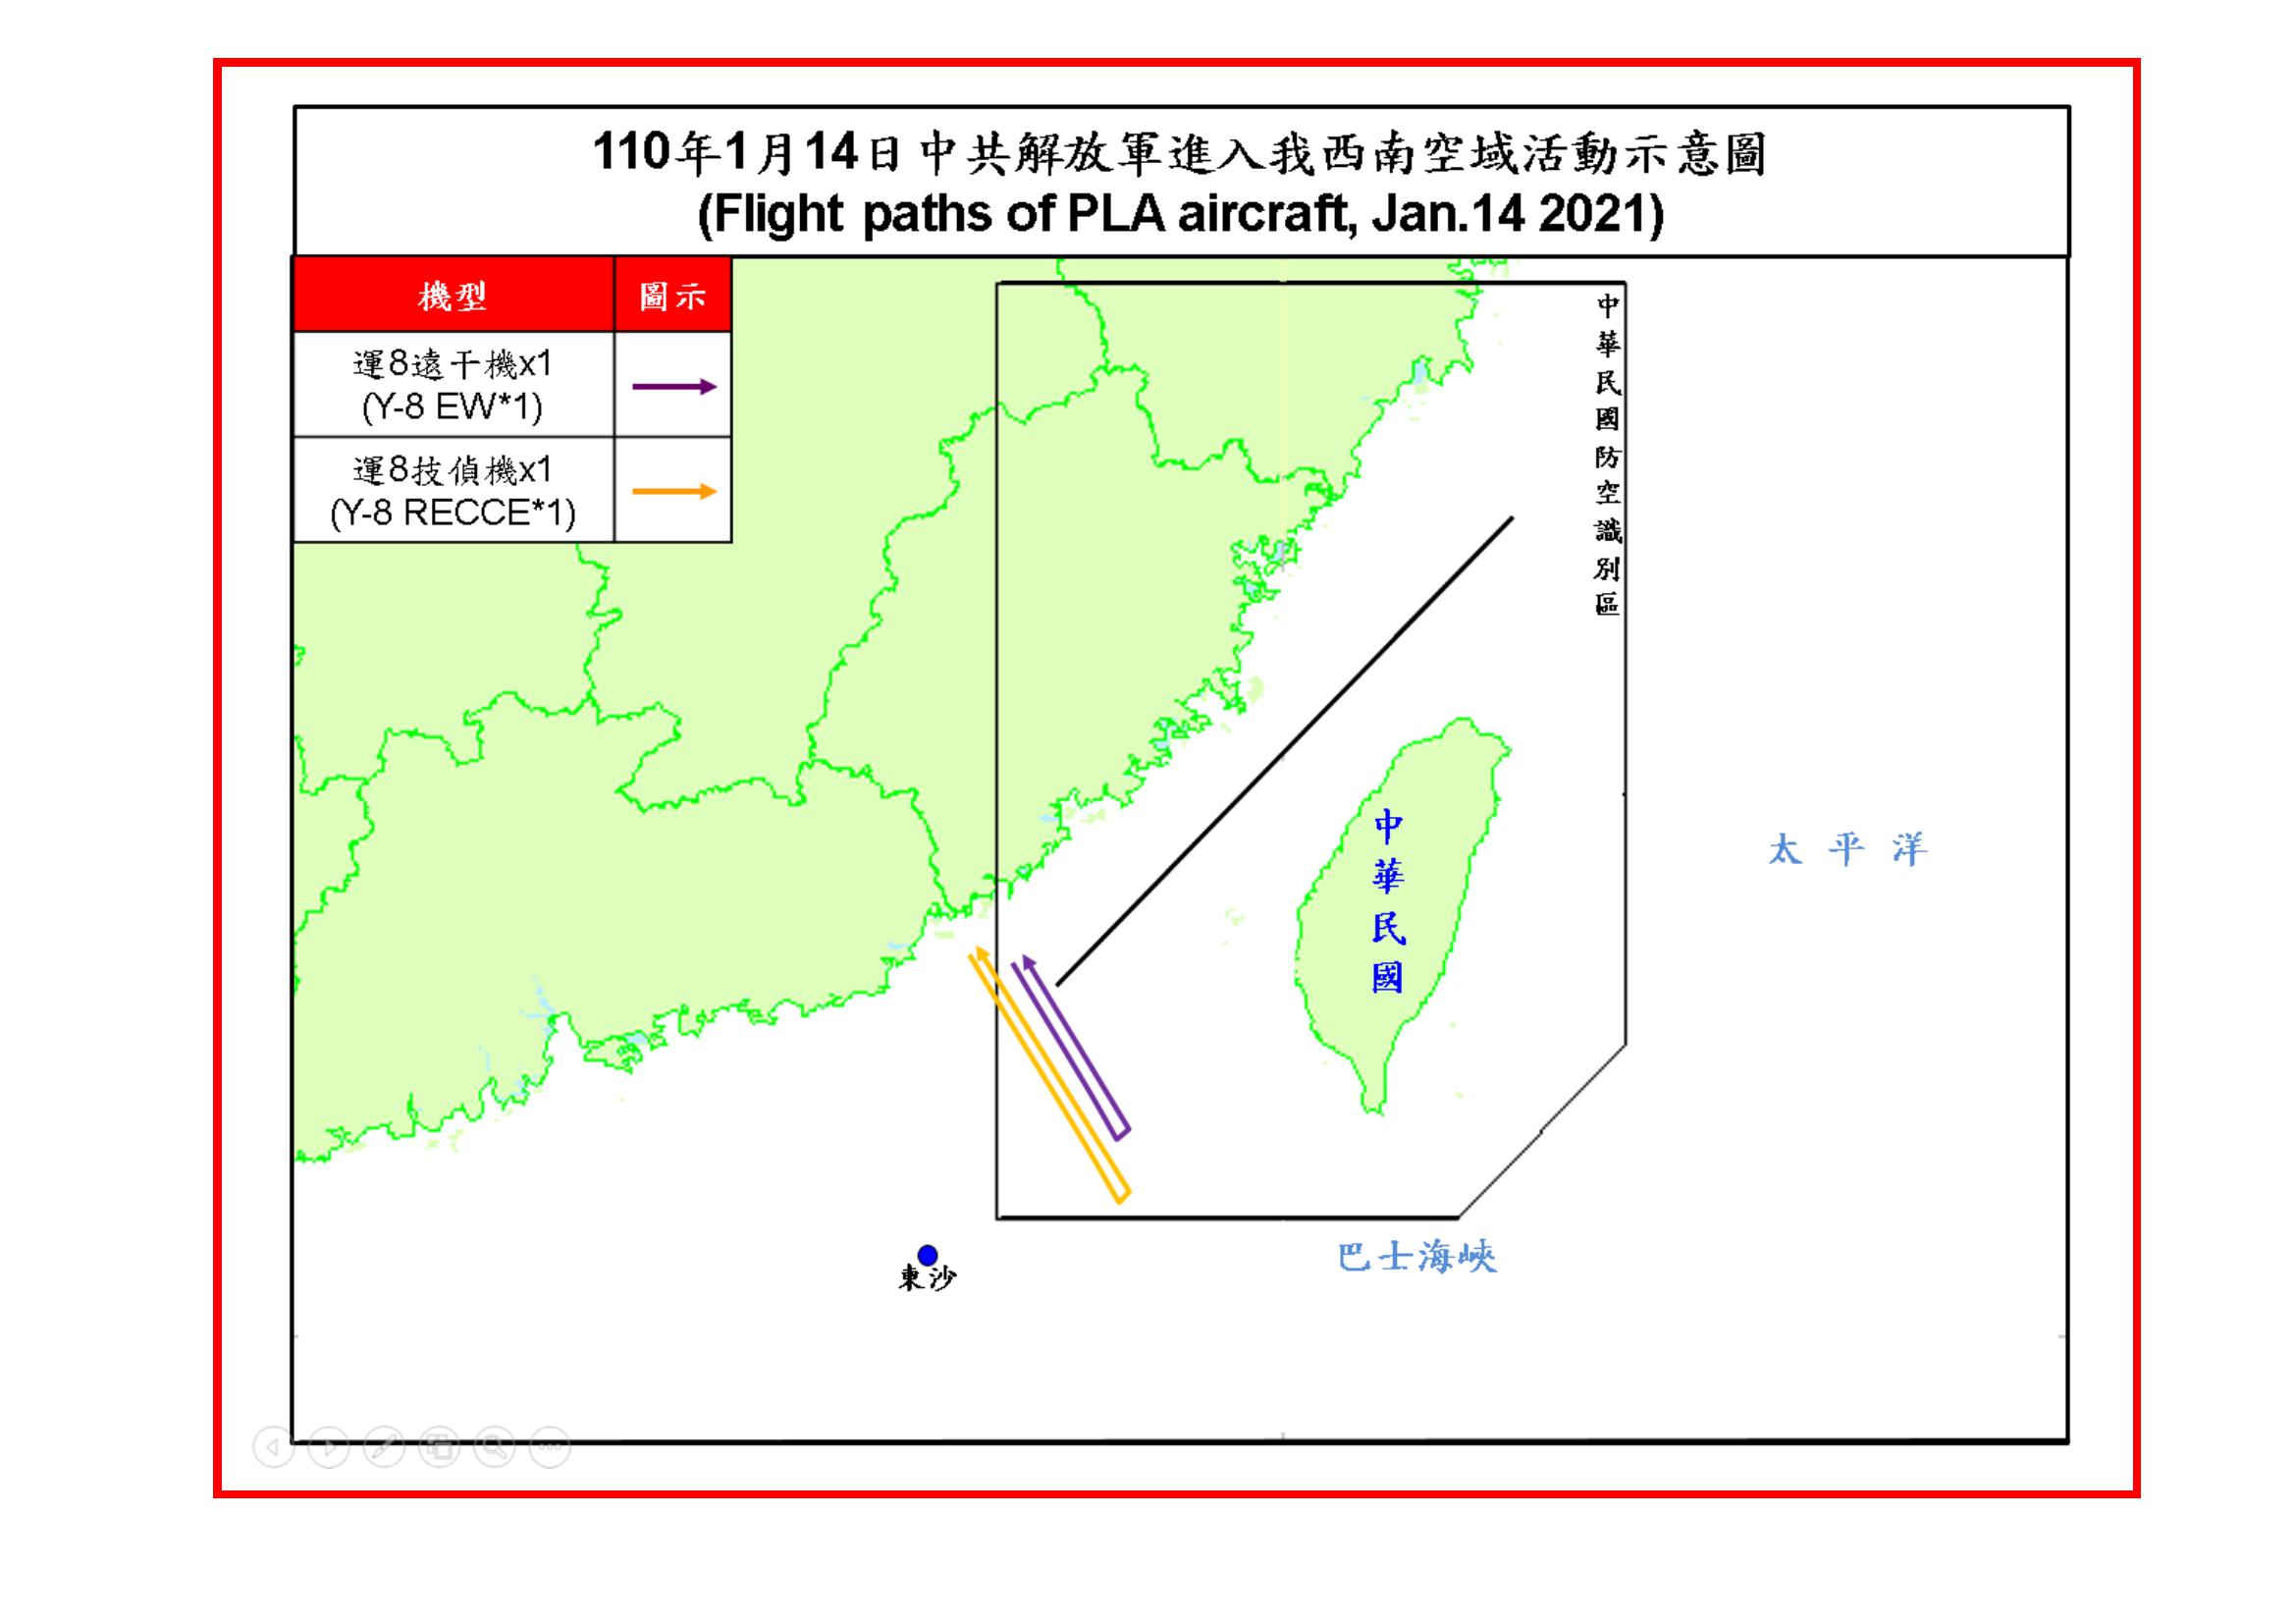 110年1月14日中共解放軍進入我西南空域活動示意圖
(Flight paths of PLA aircraft, Jan.14 2021)
機型 圖示
運8遠干機x1
(Y-8 EW*1)
運8技偵機x1
(Y-8 RECCE*1)
中華民國防空識別區
中華民國
太平洋
巴士海峽
東沙